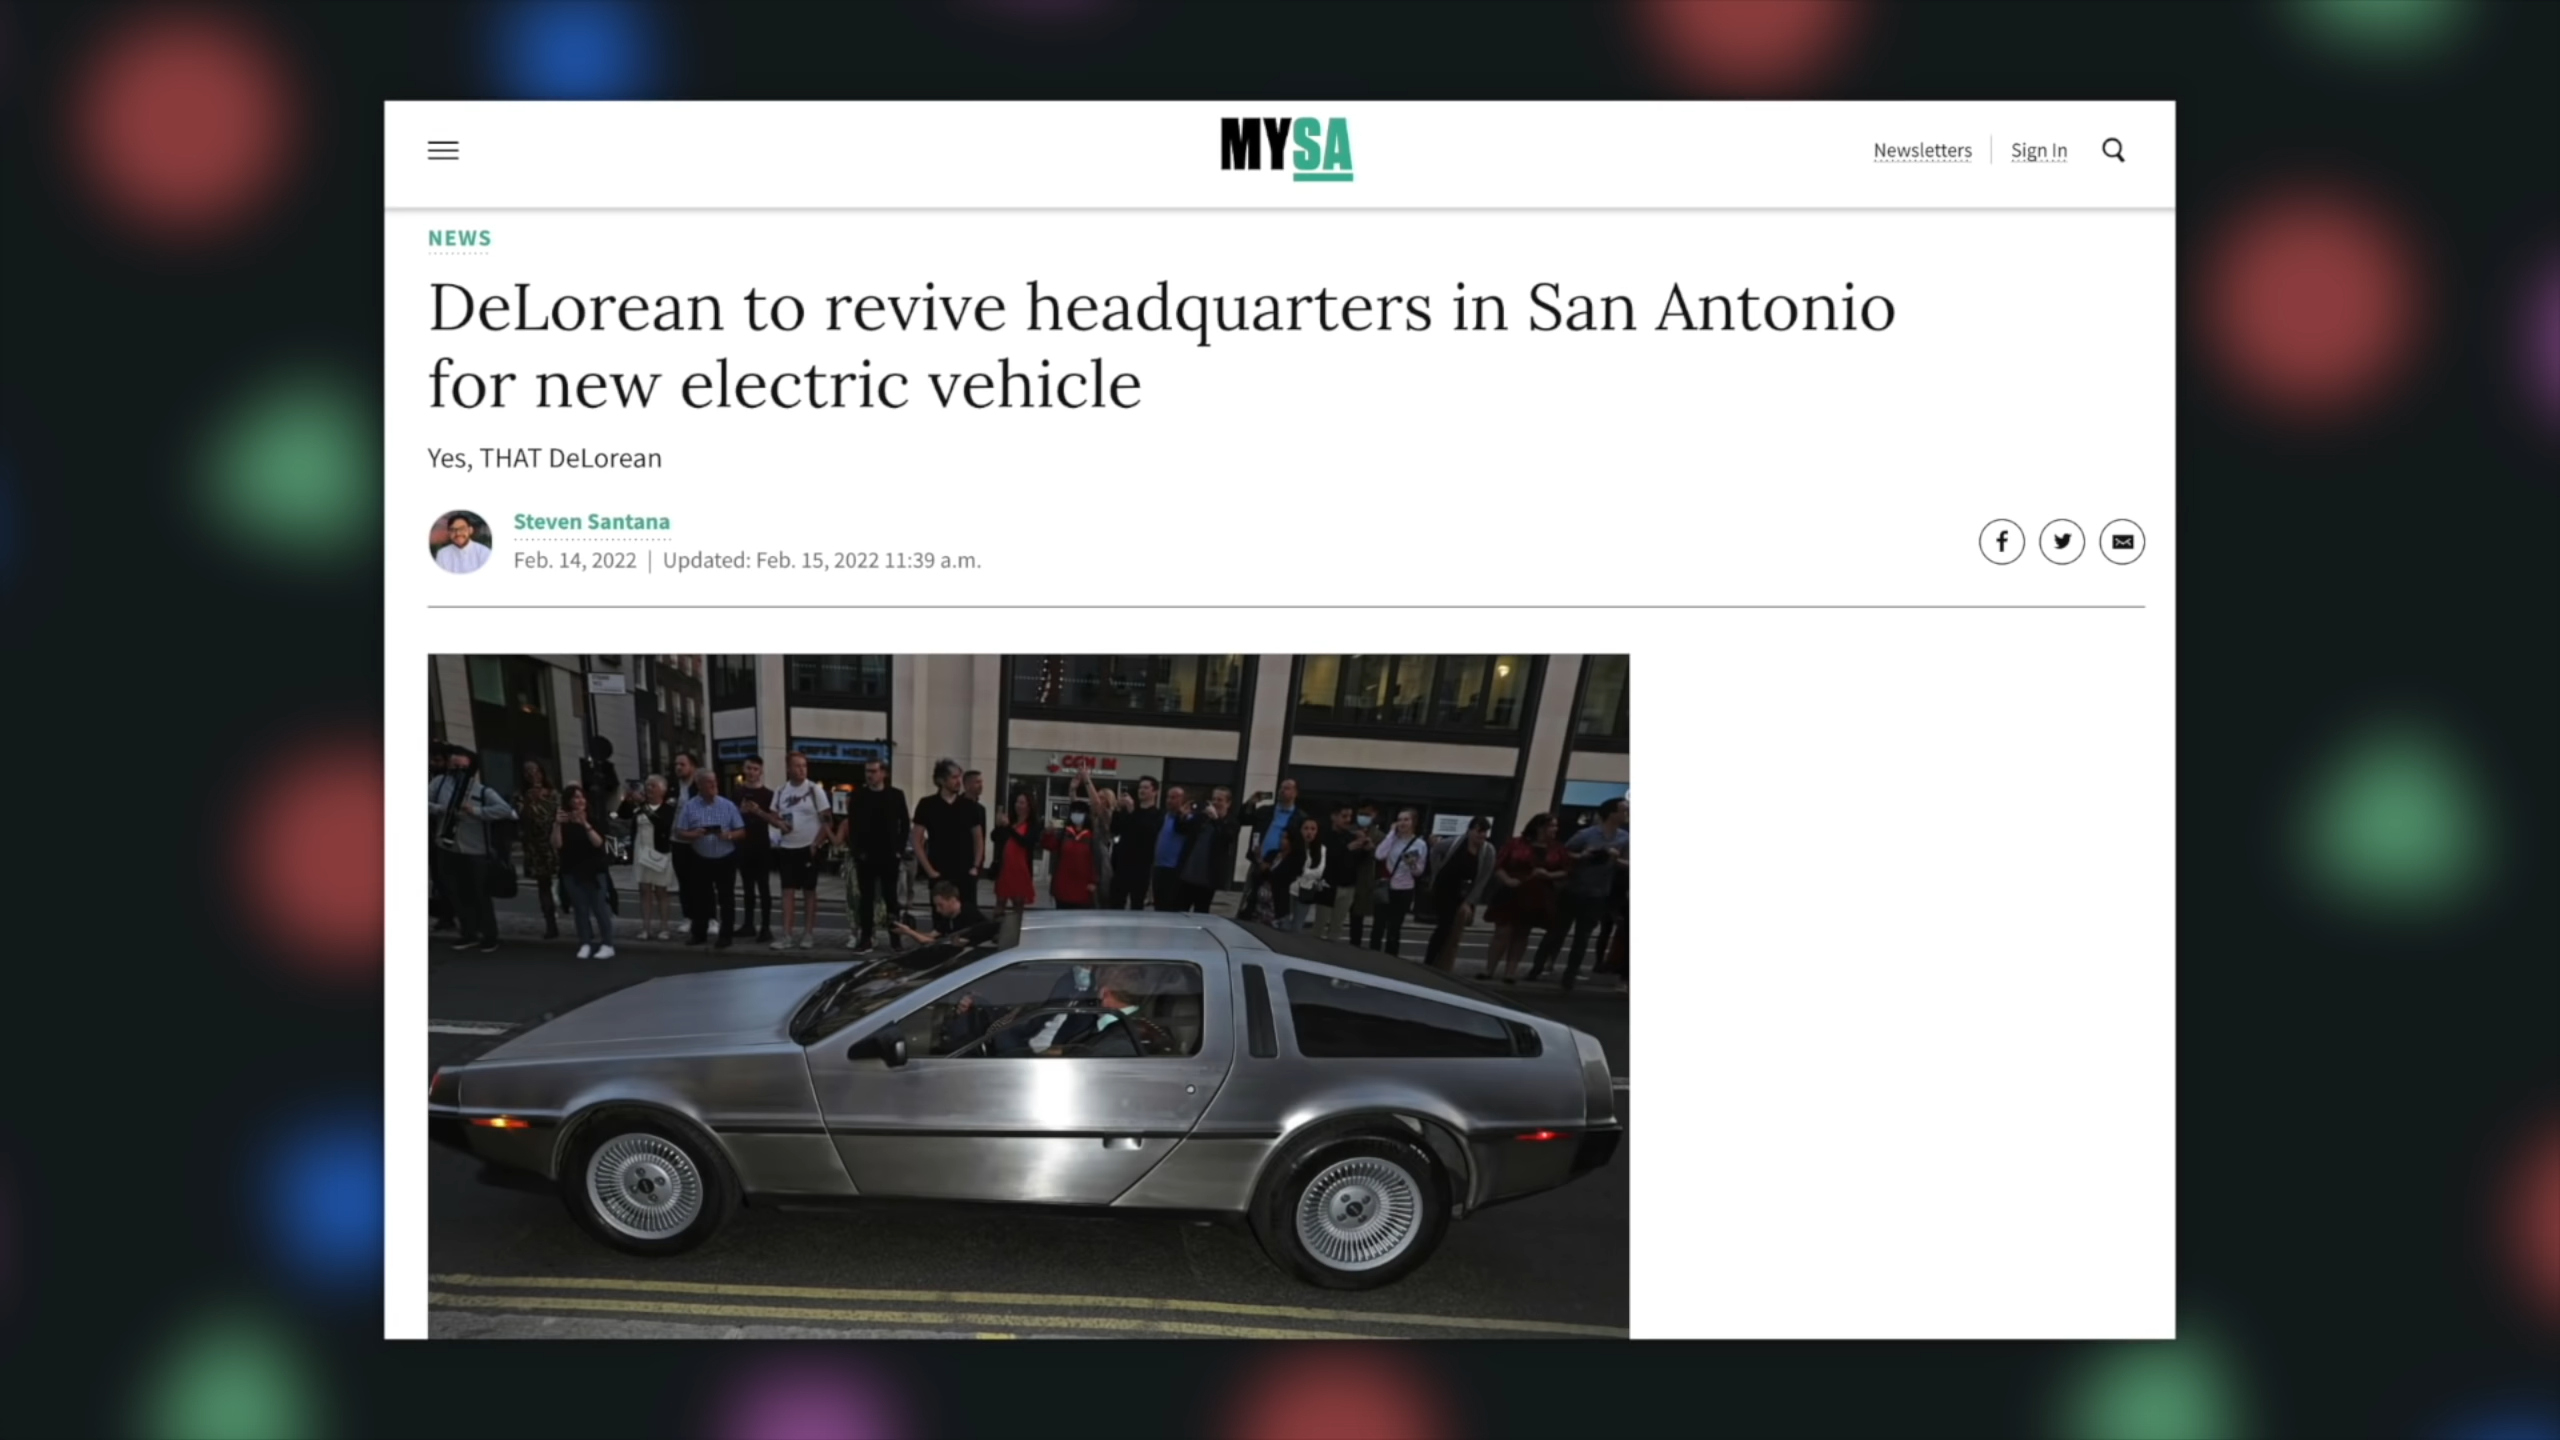 MYSA
Newsletters
Sign In
NEWS
DeLorean to revive headquarters in San Antonio
for new electric vehicle
Yes, THAT DeLorean
Steven Santana
Feb. 14, 2022 | Updated: Feb. 15, 2022 11:39 a.m.